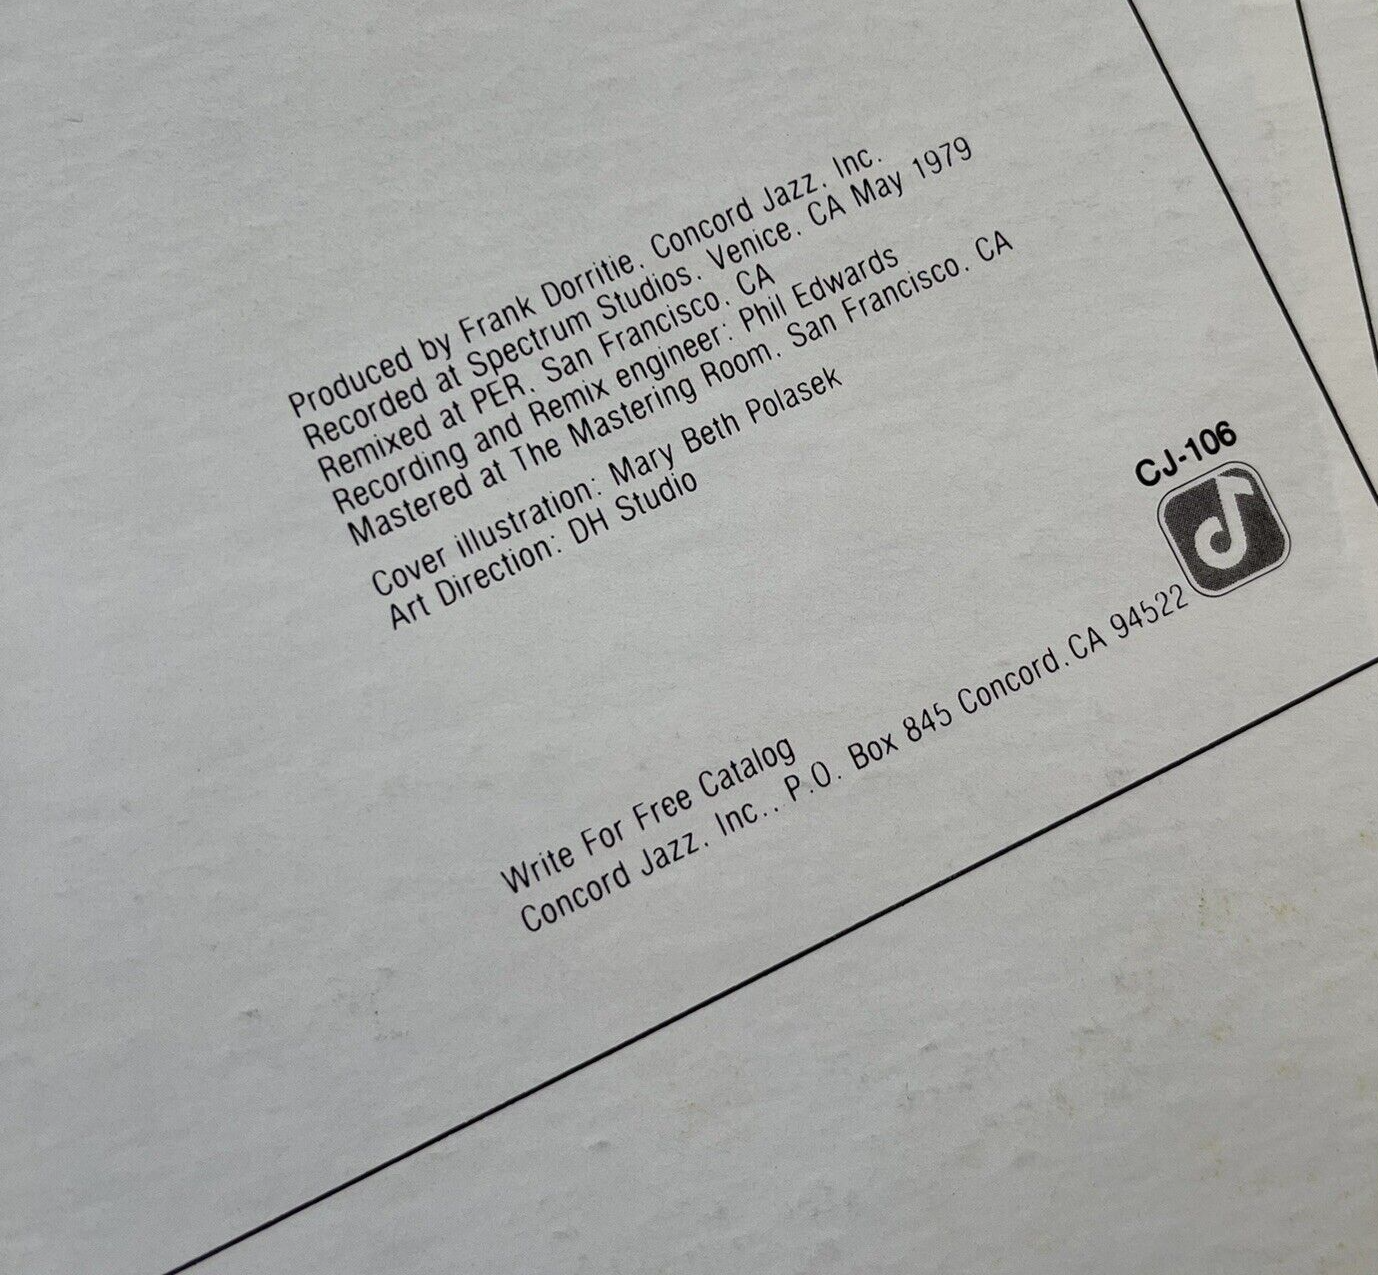 Produced by Frank Dorritie. Concord Jazz. Inc.
Recorded at Spectrum Studios. Venice. CA May 1979
Remixed at PER. San Francisco. CA
Recording and Remix engineer: Phil Edwards
Mastered at The Mastering Room. San Francisco. CA
Cover illustration: Mary Beth Polasek
Art Direction: DH Studio
CJ-106
Write For Free Catalog
Concord Jazz. Inc.. P.O. Box 845 Concord. CA 94522